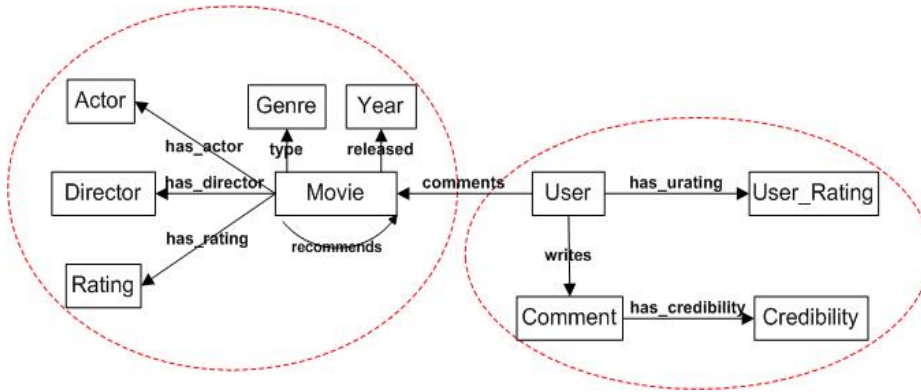 Actor
Genre
Year
has_actor
type
released
Director
has_director
Movie
comments
User
has_urating
User_Rating
has_rating
recommends
writes
Rating
Comment
has_credibility
Credibility